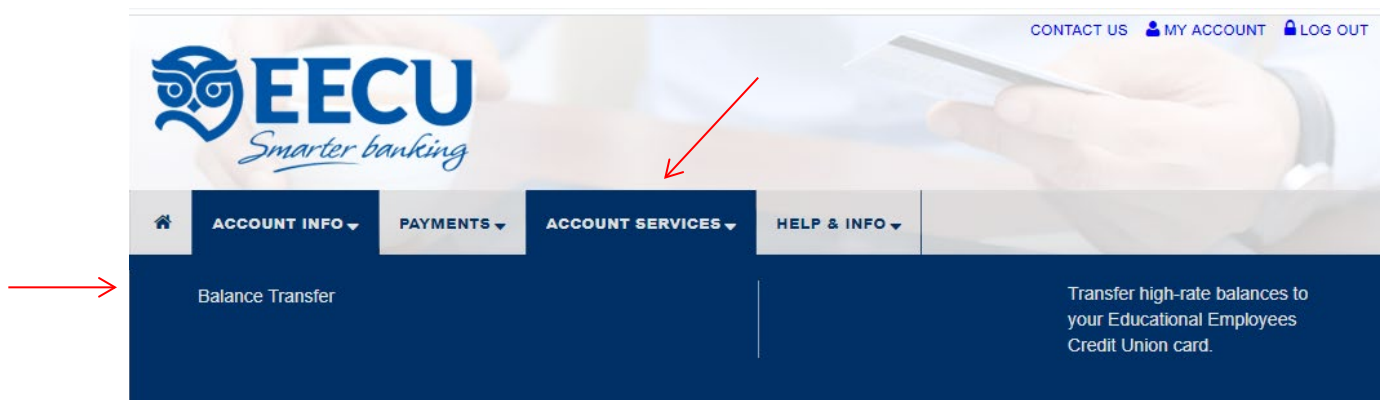 CONTACT US MY ACCOUNT LOG OUT
EECU
Smarter banking
ACCOUNT INFO PAYMENTS ACCOUNT SERVICES HELP & INFO
Balance Transfer
Transfer high-rate balances to
your Educational Employees
Credit Union card.